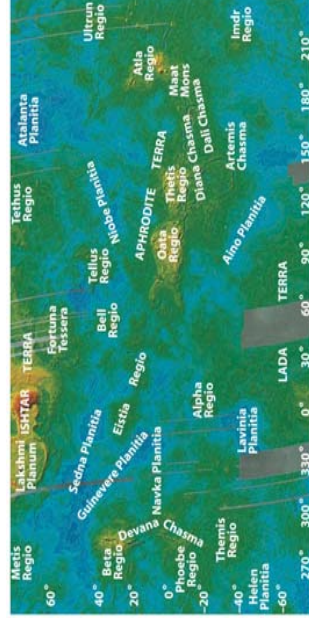 Metis
Regio
Lakshmi
Planum
ISHTAR
TERRA
Fortuna
Tessera
Tethus
Regio
Atalanta
Planitia
60°
Sedna Planitia
Bell
Regio
Tellus
Regio
Niobe Planitia
Ultrun
Regio
40°
Guinevere Planitia
Eistia
Regio
Beta
Regio
20°
Navka Planitia
APHRODITE
TERRA
Atla
Regio
Devana
Chasma
Oata
Regio
Thetis
Regio
Maat
Mons
0°
Phoebe
Regio
Diana
Chasma
Dali Chasma
−20°
Themis
Regio
Alpha
Regio
Artemis
Chasma
Imdr
Regio
−40°
Helen
Planitia
Lavinia
Planitia
Aino Planitia
−60°
LADA
TERRA
270°
300°
330°
0°
30°
60°
90°
120°
150°
180°
210°